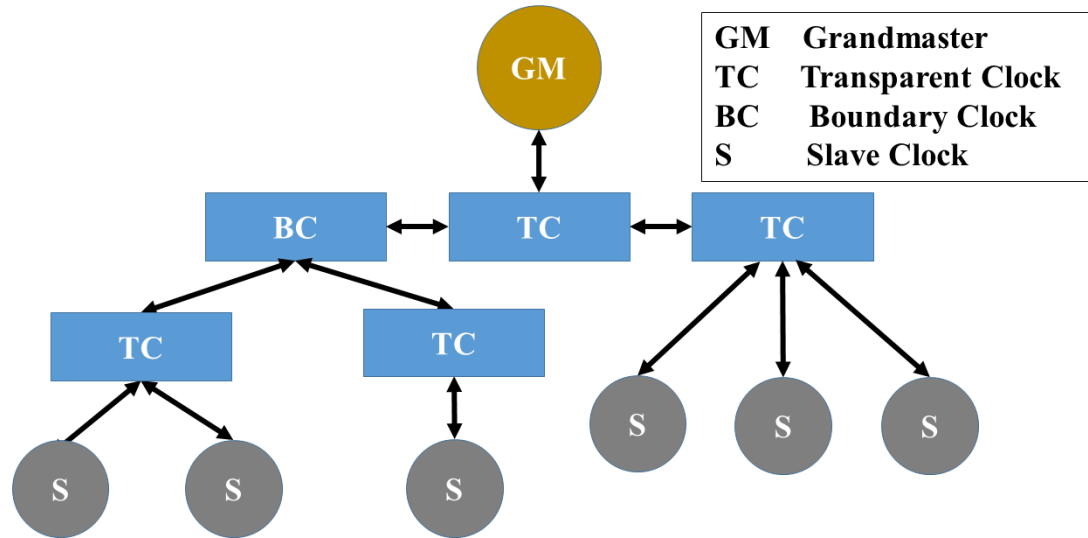 GM
GM Grandmaster
TC Transparent Clock
BC Boundary Clock
S Slave Clock
BC TC TC
TC TC
S S S
S S S